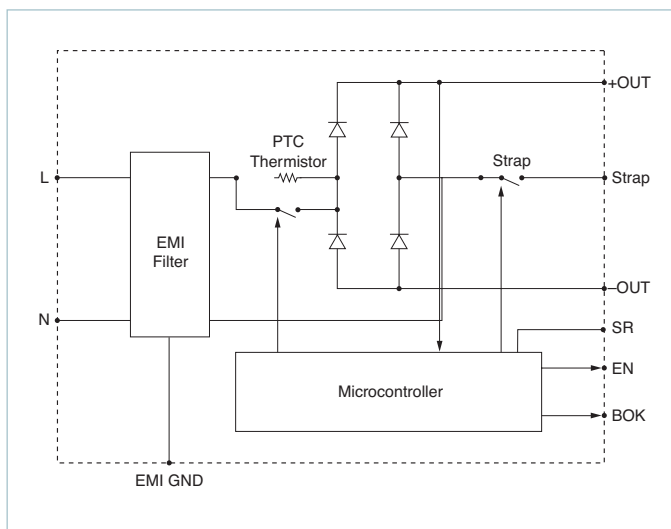 +OUT
PTC
Thermistor
Strap
L
Strap
EMI
Filter
–OUT
N
SR
EN
Microcontroller
BOK
EMI GND